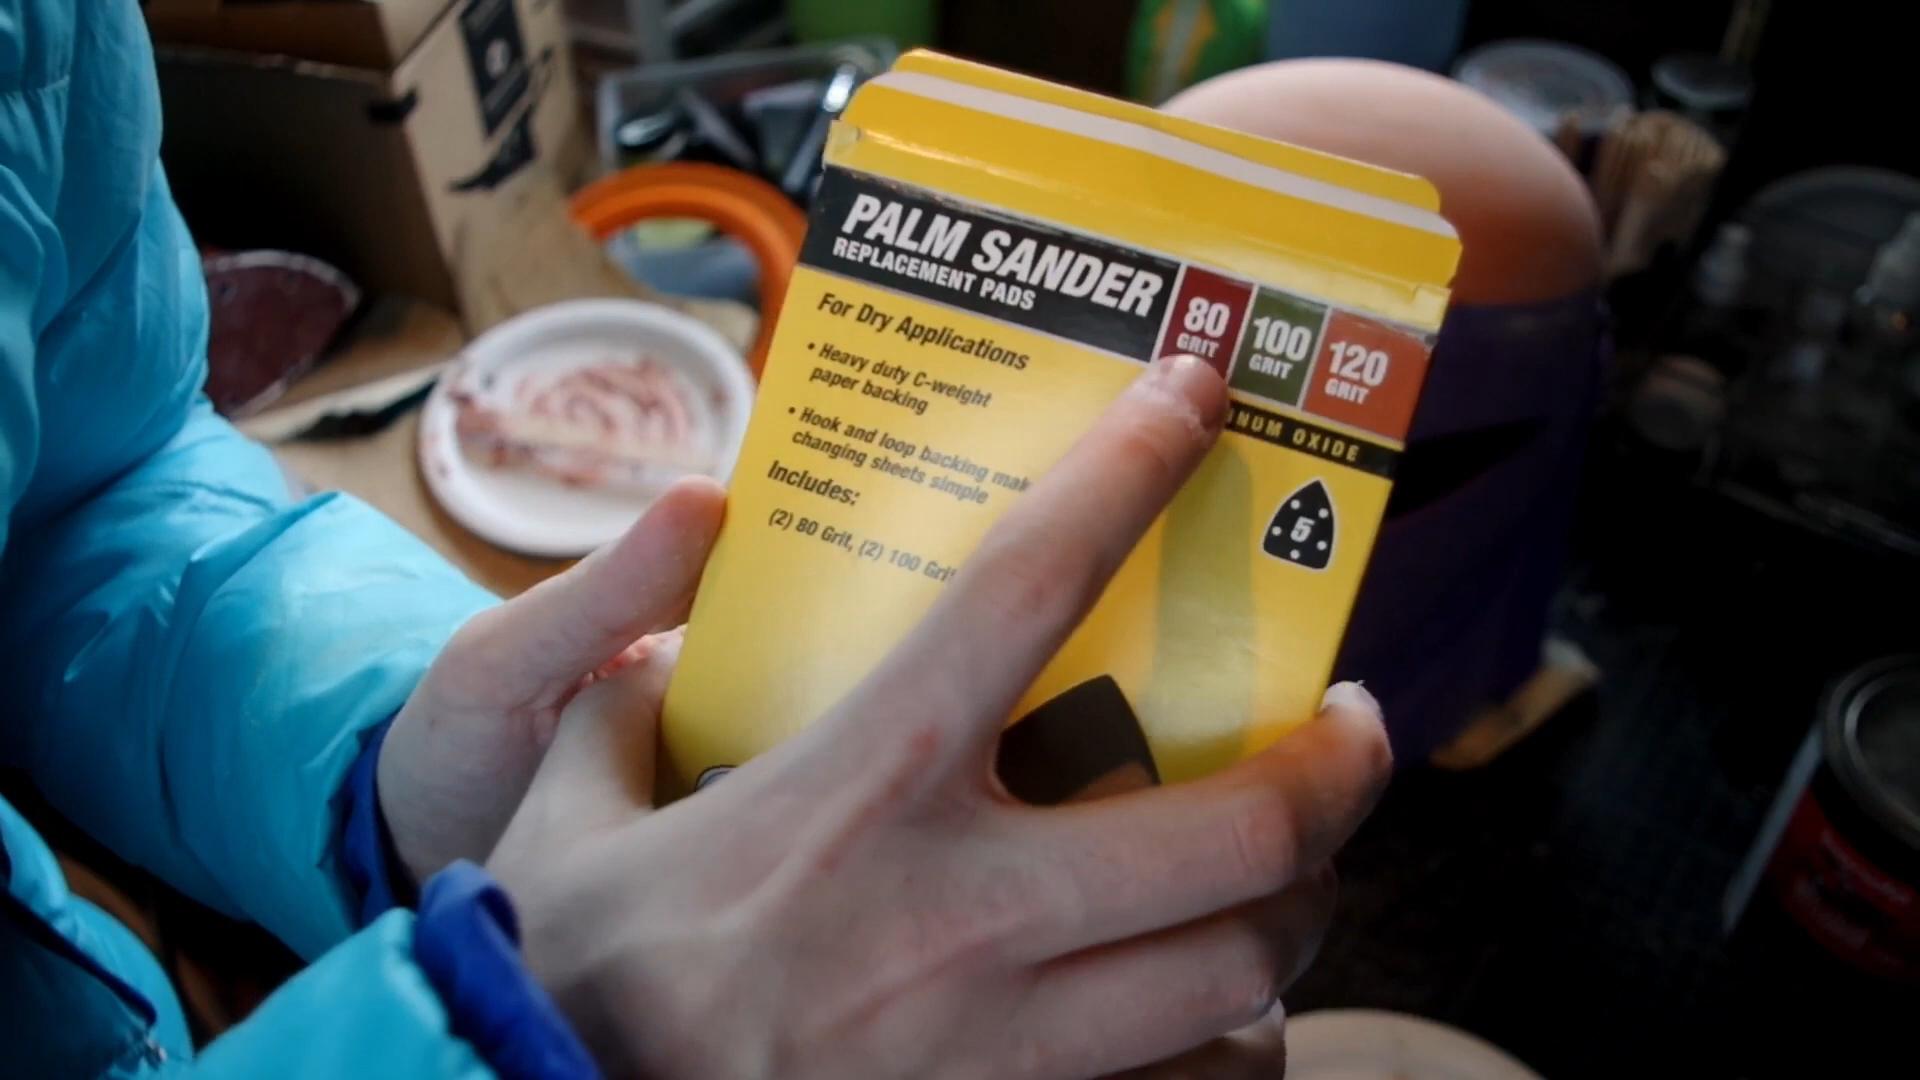 PALM SANDER
REPLACEMENT PADS
80
GRIT
100
GRIT
120
GRIT
For Dry Applications
• Heavy duty C-weight
paper backing
• Hook and loop backing
changing sheets simple
OXIDE
Includes:
(2) 80 Grit, (2) 100
5